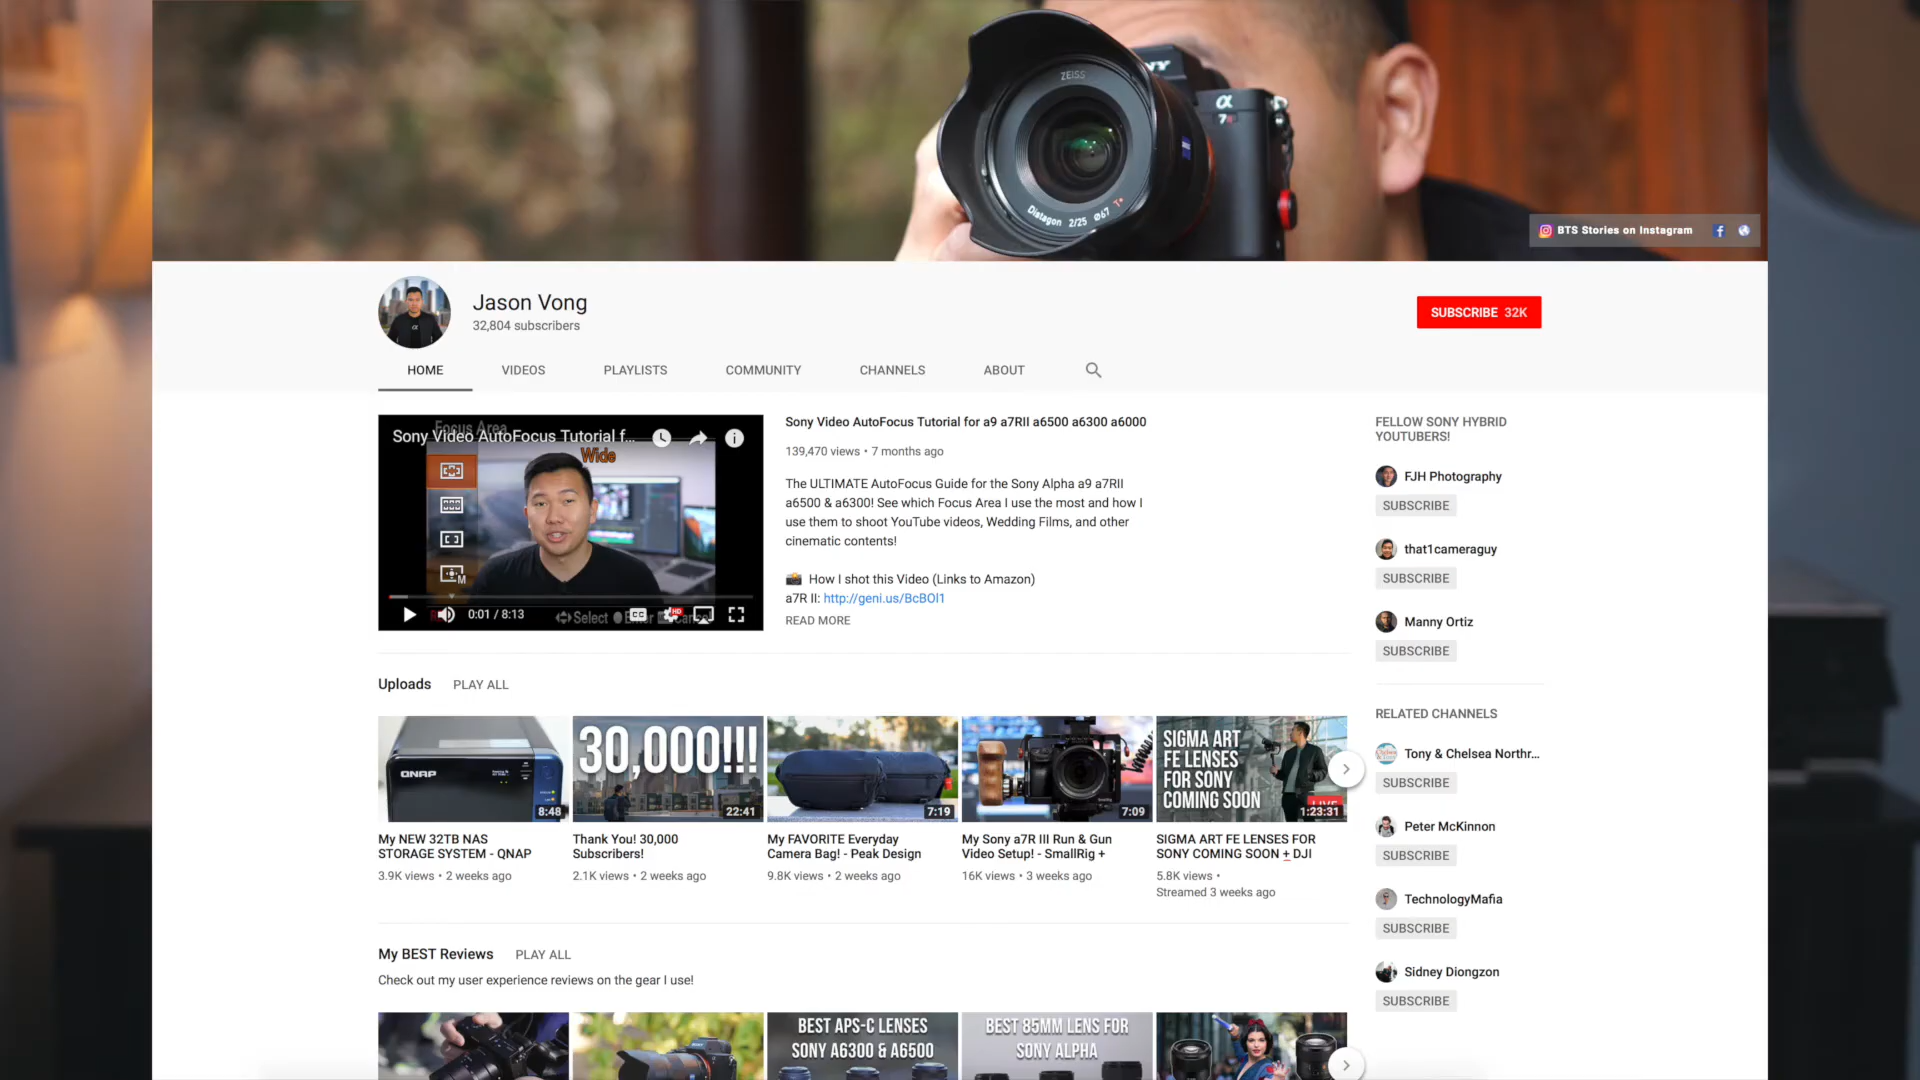 ZEISS
SONY
α
7R
Distagon 2/25 Ø67 T*
BTS Stories on Instagram
Jason Vong
32,804 subscribers
SUBSCRIBE 32K
HOME
VIDEOS
PLAYLISTS
COMMUNITY
CHANNELS
ABOUT
Focus Area
Sony Video AutoFocus Tutorial f...
Wide
M
0:01 / 8:13
Select
CC
HD
Sony Video AutoFocus Tutorial for a9 a7RII a6500 a6300 a6000
139,470 views • 7 months ago
The ULTIMATE AutoFocus Guide for the Sony Alpha a9 a7RII
a6500 & a6300! See which Focus Area I use the most and how I
use them to shoot YouTube videos, Wedding Films, and other
cinematic contents!
How I shot this Video (Links to Amazon)
a7R II: http://geni.us/BcBOl1
READ MORE
FELLOW SONY HYBRID
YOUTUBERS!
FJH Photography
SUBSCRIBE
that1cameraguy
SUBSCRIBE
Manny Ortiz
SUBSCRIBE
RELATED CHANNELS
Tony & Chelsea Northr...
SUBSCRIBE
Peter McKinnon
SUBSCRIBE
TechnologyMafia
SUBSCRIBE
Sidney Diongzon
SUBSCRIBE
Uploads
PLAY ALL
QNAP
8:48
My NEW 32TB NAS
STORAGE SYSTEM - QNAP
3.9K views • 2 weeks ago
30,000!!!
22:41
Thank You! 30,000
Subscribers!
2.1K views • 2 weeks ago
7:19
My FAVORITE Everyday
Camera Bag! - Peak Design
9.8K views • 2 weeks ago
7:09
My Sony a7R III Run & Gun
Video Setup! - SmallRig +
16K views • 3 weeks ago
SIGMA ART
FE LENSES
FOR SONY
COMING SOON
LIVE
1:23:31
SIGMA ART FE LENSES FOR
SONY COMING SOON + DJI
5.8K views •
Streamed 3 weeks ago
My BEST Reviews
PLAY ALL
Check out my user experience reviews on the gear I use!
BEST APS-C LENSES
SONY A6300 & A6500
BEST 85MM LENS FOR
SONY ALPHA